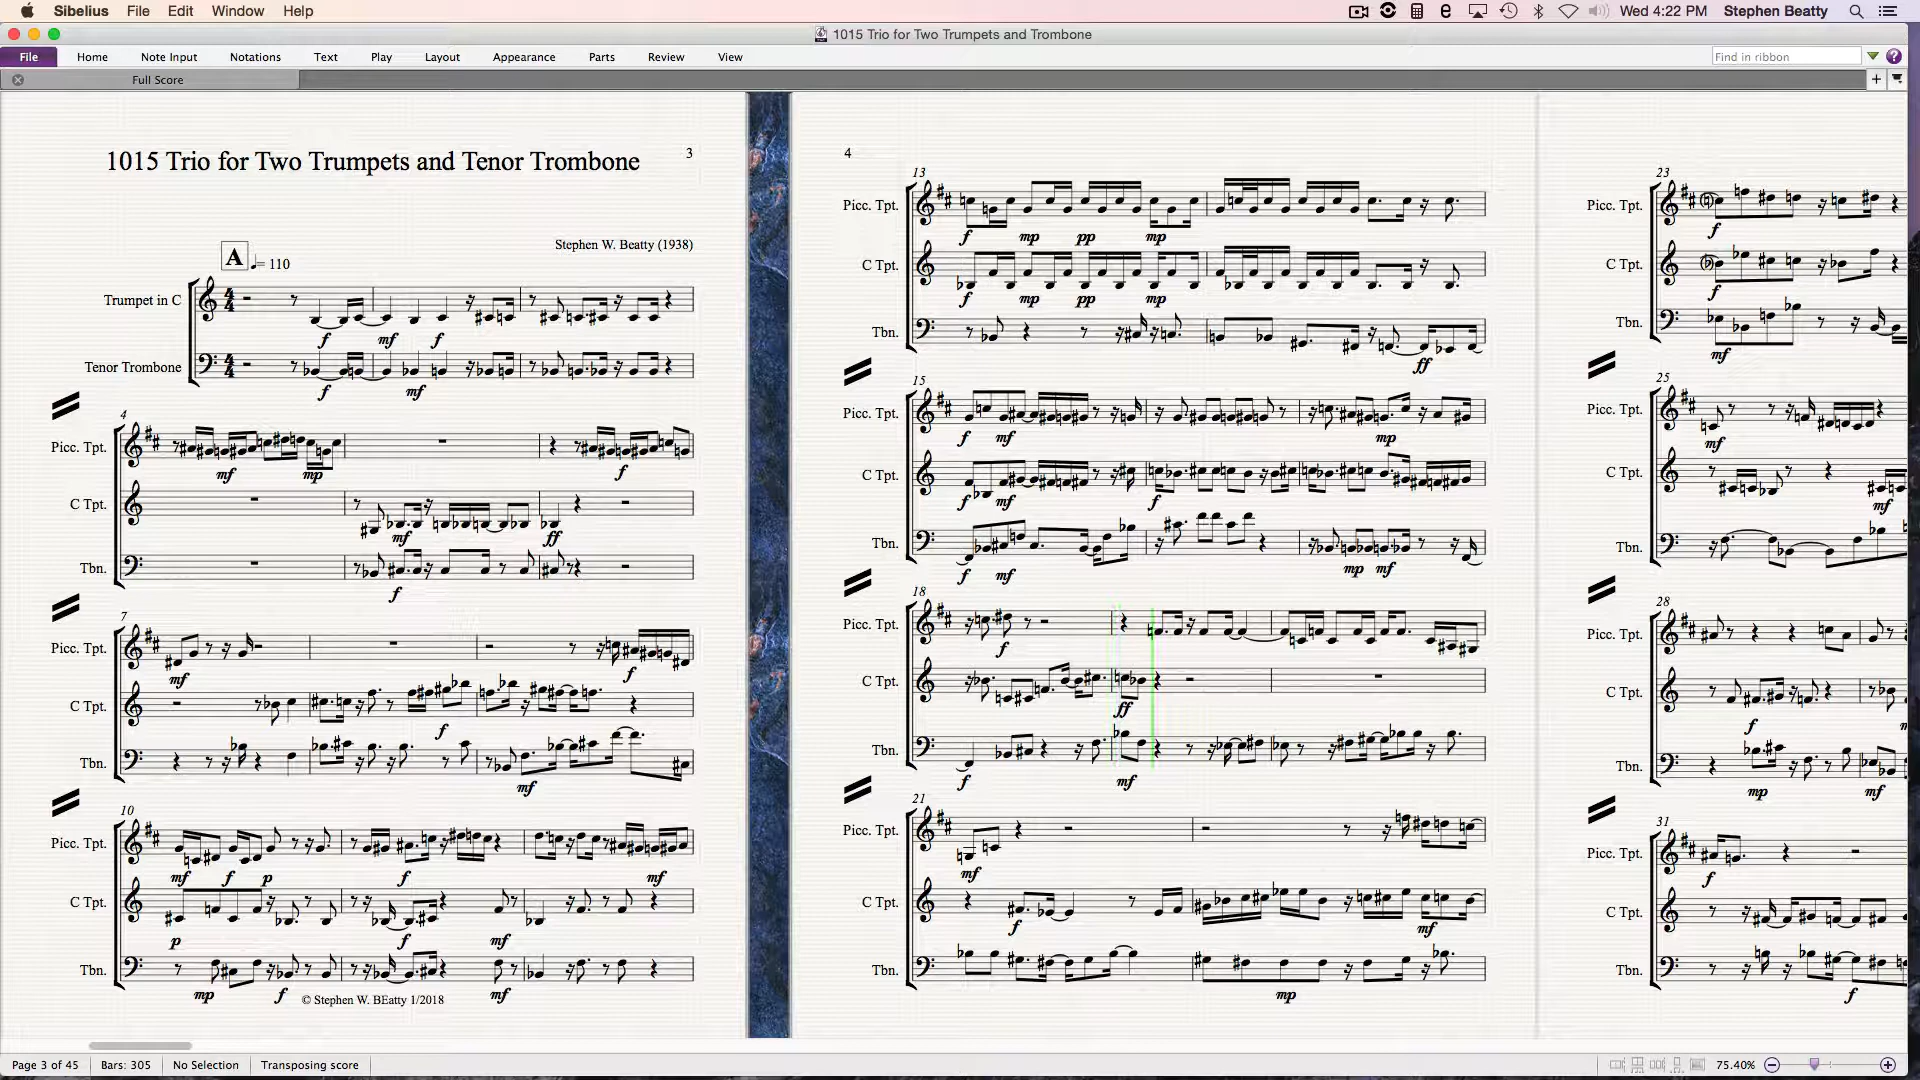 Sibelius File Edit Window Help
Wed 4:22 PM Stephen Beatty
1015 Trio for Two Trumpets and Trombone
File Home Note Input Notations Text Play Layout Appearance Parts Review View
Find in ribbon
Full Score
1015 Trio for Two Trumpets and Tenor Trombone
3
Stephen W. Beatty (1938)
A
= 110
Trumpet in C
4 4
f mf f
Tenor Trombone
4 4
f mf
4
Picc. Tpt.
mf mp f
C Tpt.
mf ff
Tbn.
f
7
Picc. Tpt.
mf f
C Tpt.
f
Tbn.
mf
10
Picc. Tpt.
mf f p f mf
C Tpt.
p f mf
Tbn.
mp f mf
© Stephen W. BEatty 1/2018
4
13
Picc. Tpt.
f mp pp mp
C Tpt.
f mp pp mp
Tbn.
ff
15
Picc. Tpt.
f mf mp
C Tpt.
f mf f
Tbn.
f mf mp mf
18
Picc. Tpt.
f
C Tpt.
ff
Tbn.
f mf
21
Picc. Tpt.
mf
C Tpt.
f mf
Tbn.
mp
23
Picc. Tpt.
f
C Tpt.
f
Tbn.
mf
25
Picc. Tpt.
mf
C Tpt.
mf
Tbn.
28
Picc. Tpt.
C Tpt.
f
Tbn.
mp mf
31
Picc. Tpt.
f
C Tpt.
Tbn.
f
Page 3 of 45 Bars: 305 No Selection Transposing score
75.40%